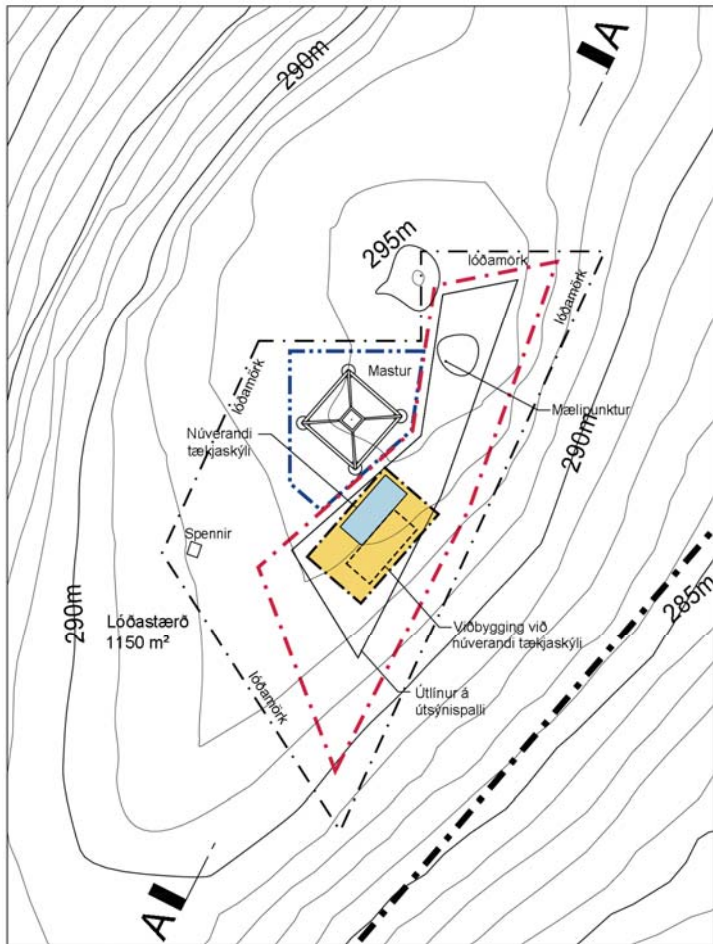 A
290m
295m
lóðamörk
lóðamörk
Mastur
lóðamörk
Núverandi
tækjaskýli
Mælipunktur
290m
Spennir
290m
285m
Lóðastærð
1150 m²
Viðbygging við
núverandi tækjaskýli
lóðamörk
Útlínur á
útsýnispalli
A